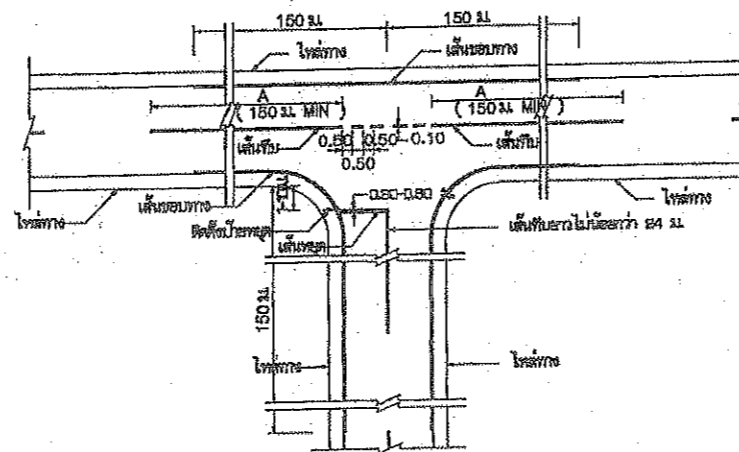 150 ม. 150 ม.
ไหล่ทาง เส้นขอบทาง
A A
( 150 ม. MIN ) ( 150 ม. MIN )
เส้นทึบ 0.50 0.50 0.10 เส้นทึบ
0.50
ไหล่ทาง เส้นขอบทาง 0.30-0.60 ไหล่ทาง
ติดตั้งป้ายหยุด เส้นหยุด เส้นทึบยาวไม่น้อยกว่า 24 ม.
150 ม.
ไหล่ทาง ไหล่ทาง